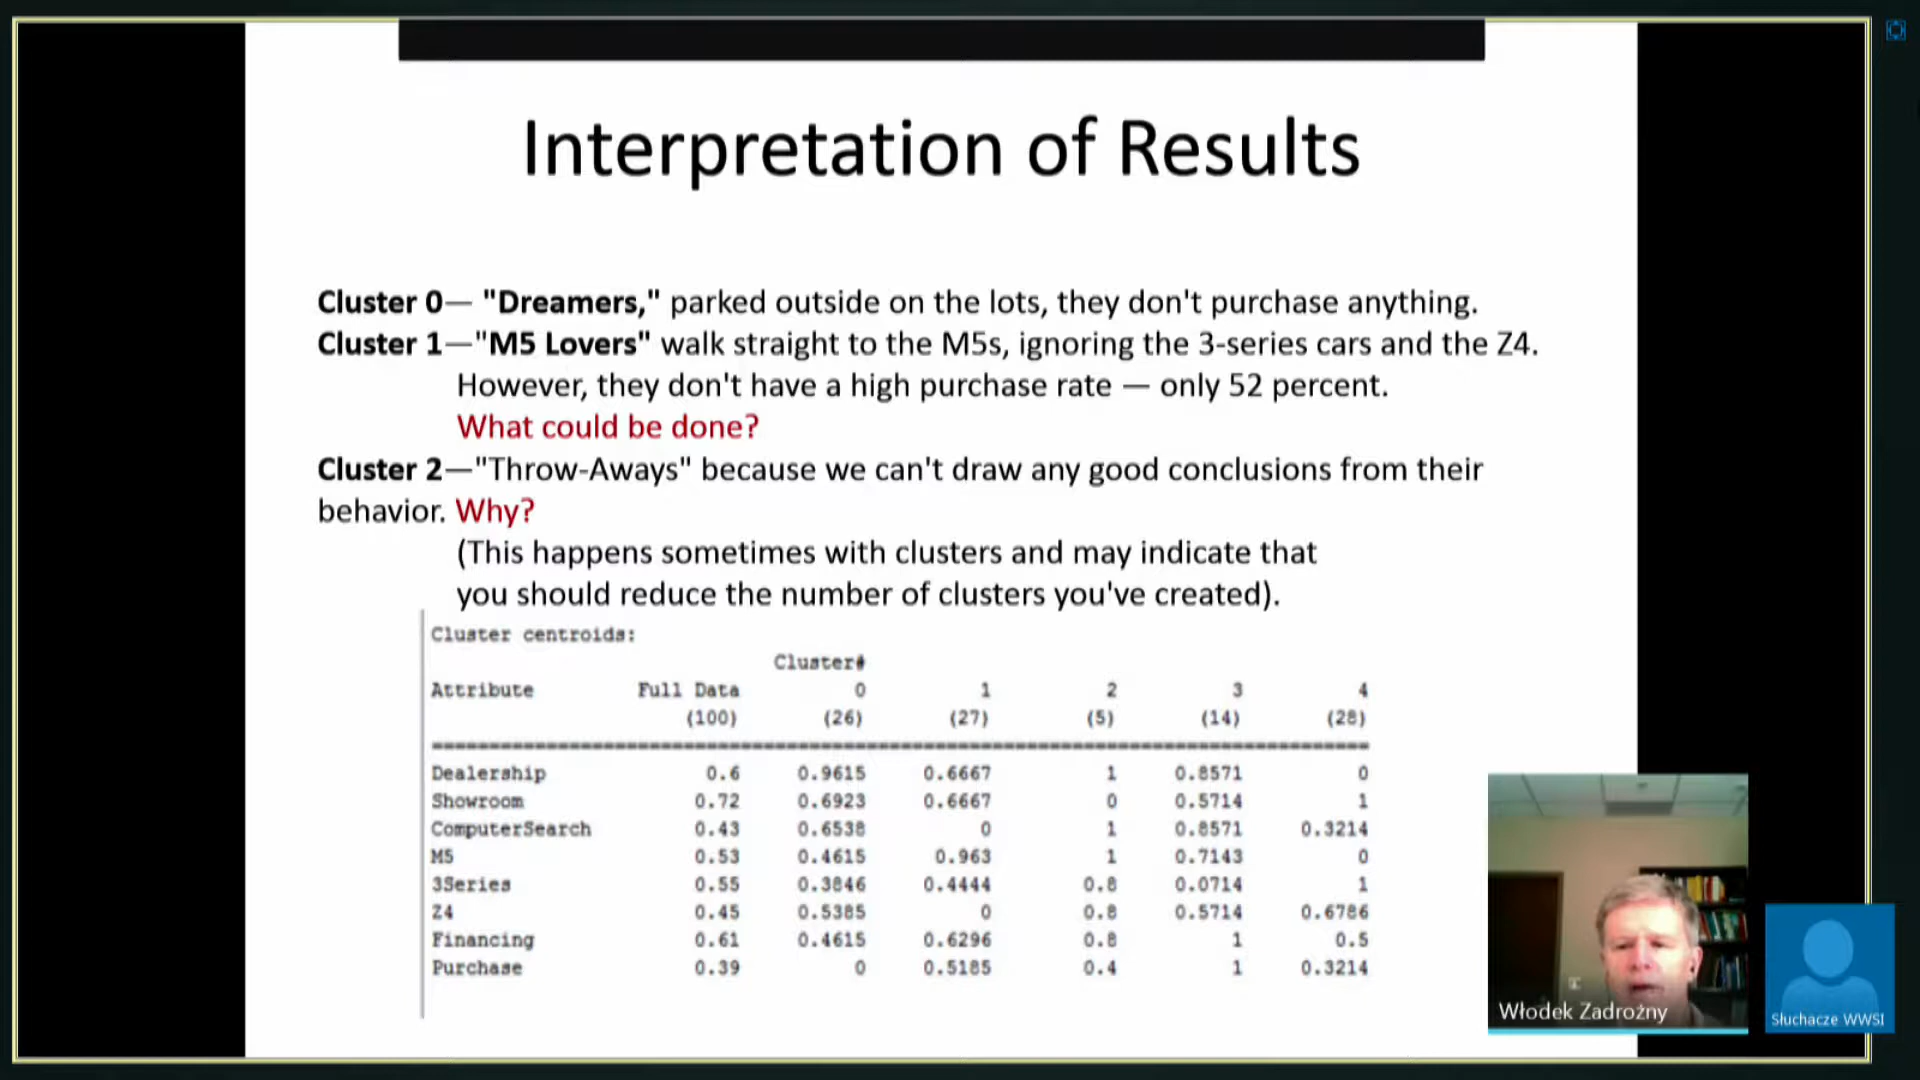 Interpretation of Results
Cluster 0— "Dreamers," parked outside on the lots, they don't purchase anything.
Cluster 1—"M5 Lovers" walk straight to the M5s, ignoring the 3-series cars and the Z4.
However, they don't have a high purchase rate — only 52 percent.
What could be done?
Cluster 2—"Throw-Aways" because we can't draw any good conclusions from their
behavior. Why?
(This happens sometimes with clusters and may indicate that
you should reduce the number of clusters you've created).
Cluster centroids:
Cluster#
Attribute Full Data 0 1 2 3 4
(100) (26) (27) (5) (14) (28)
Dealership 0.6 0.9615 0.6667 1 0.8571 0
Showroom 0.72 0.6923 0.6667 0 0.5714 1
ComputerSearch 0.43 0.6538 0 1 0.8571 0.3214
M5 0.53 0.4615 0.963 1 0.7143 0
3Series 0.55 0.3846 0.4444 0.8 0.0714 1
Z4 0.45 0.5385 0 0.8 0.5714 0.6786
Financing 0.61 0.4615 0.6296 0.8 1 0.5
Purchase 0.39 0 0.5185 0.4 1 0.3214
Włodek Zadrożny
Słuchacze WWSI